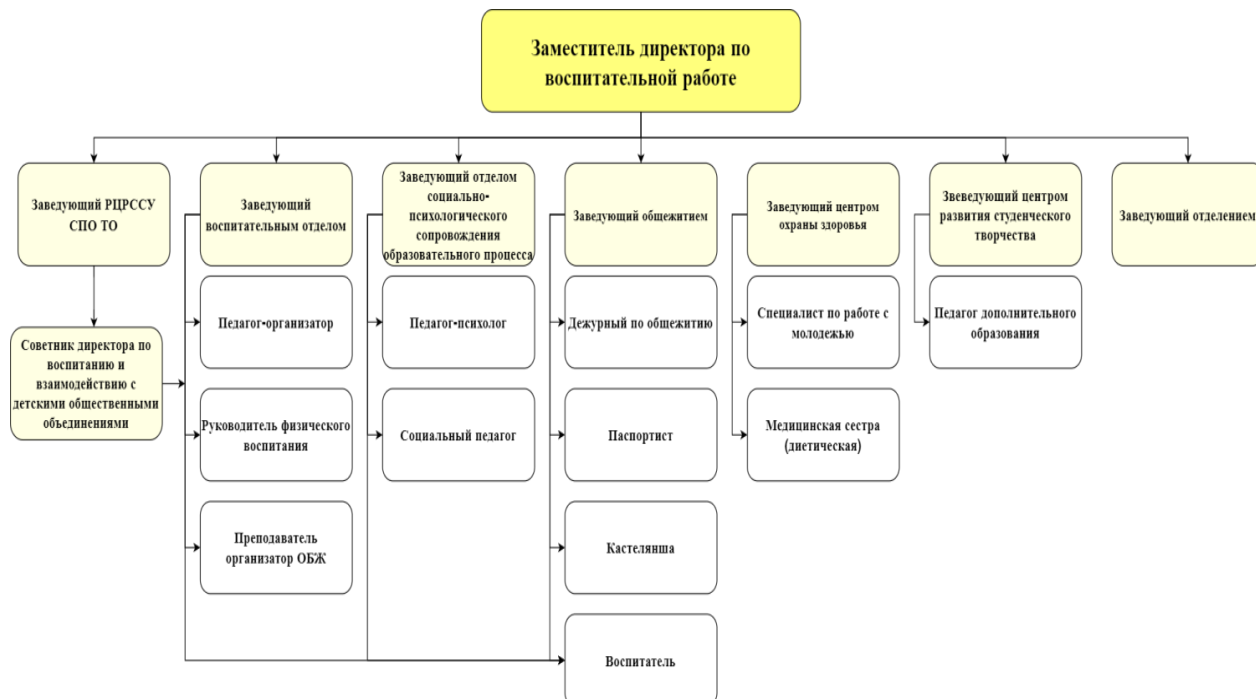 Заместитель директора по
воспитательной работе
Заведующий РЦРССУ
СПО ТО
Заведующий
воспитательным отделом
Заведующий отделом
социально-
психологического
сопровождения
образовательного процесса
Заведующий общежитием
Заведующий центром
охраны здоровья
Звеведующий центром
развития студенческого
творчества
Заведующий отделением
Советник директора по
воспитанию и
взаимодействию с
детскими общественными
объединениями
Педагог-организатор
Педагог-психолог
Дежурный по общежитию
Специалист по работе с
молодежью
Педагог дополнительного
образования
Руководитель физического
воспитания
Социальный педагог
Паспортист
Медицинская сестра
(диетическая)
Преподаватель
организатор ОБЖ
Кастелянша
Воспитатель